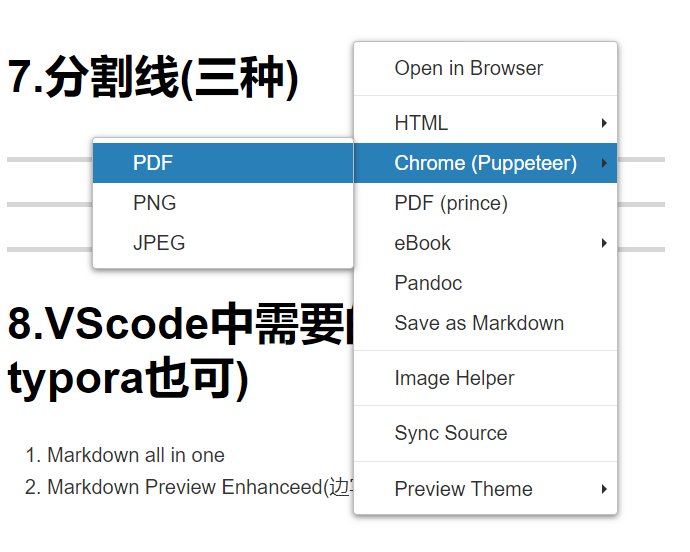 7.分割线(三种)
Open in Browser
HTML
Chrome (Puppeteer)
PDF (prince)
eBook
Pandoc
Save as Markdown
Image Helper
Sync Source
Preview Theme
PDF
PNG
JPEG
8.VScode中需要
typora也可)
1. Markdown all in one
2. Markdown Preview Enhanceed(边